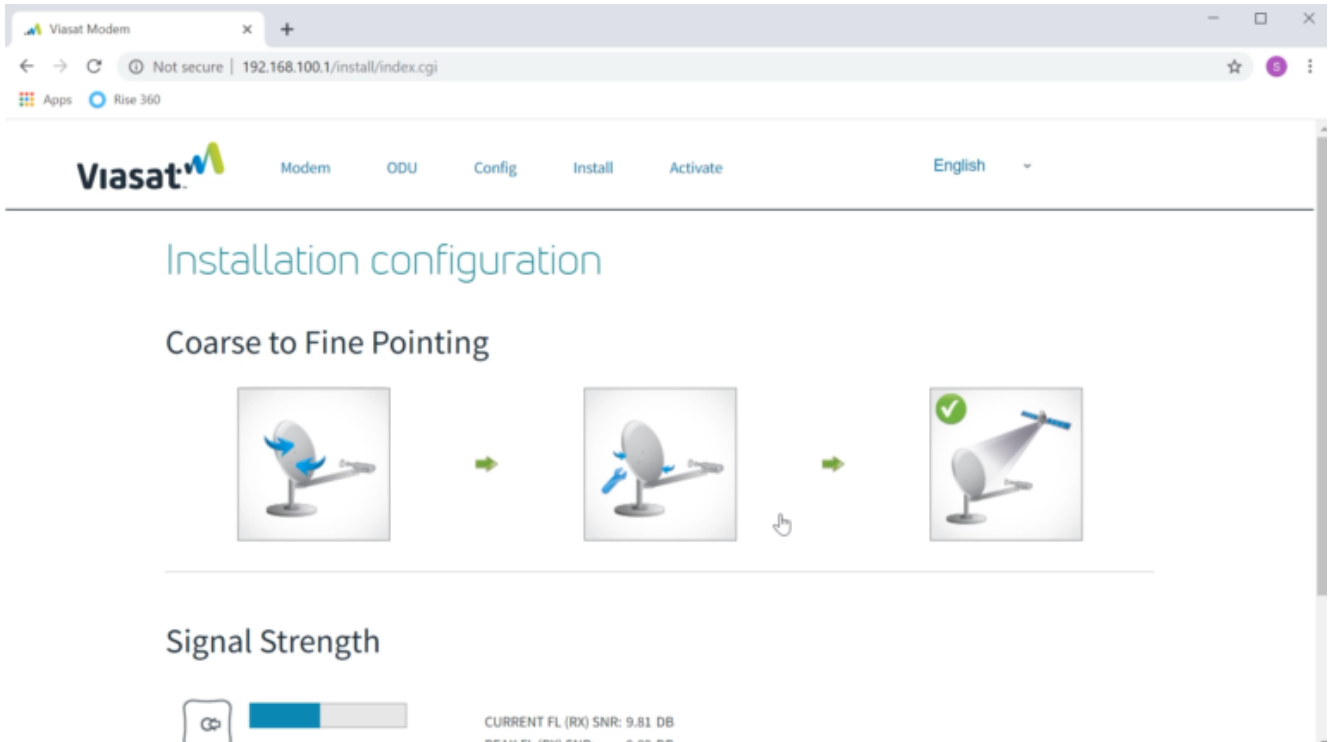 Viasat Modem
Not secure | 192.168.100.1/install/index.cgi
S
Apps Rise 360
Viasat Modem ODU Config Install Activate English
Installation configuration
Coarse to Fine Pointing
Signal Strength
CURRENT FL (RX) SNR: 9.81 DB